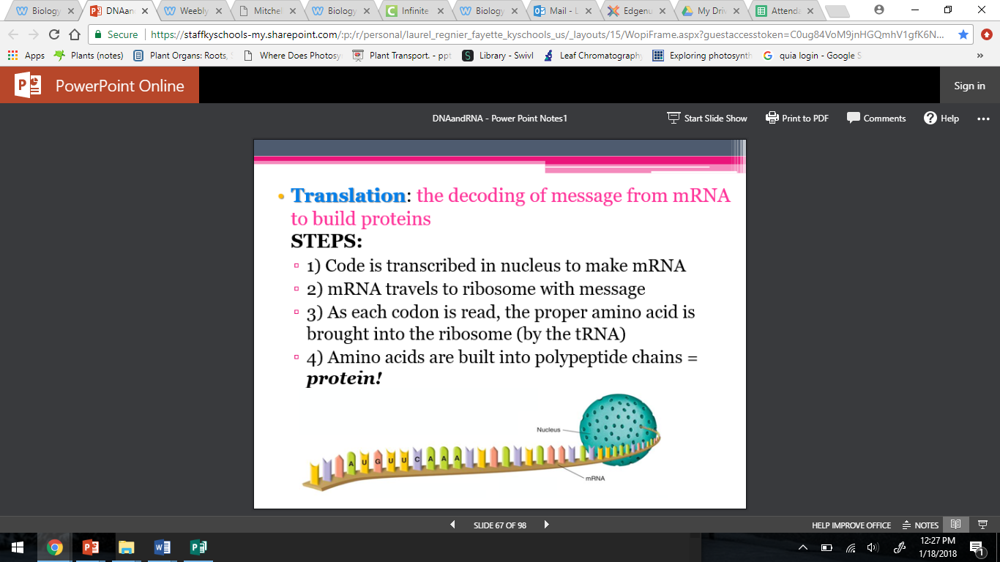 Biology
DNAan
Weekly
Mitchel
Biology
Infinite
Biology
Mail - L
Edgenu
My Driv
Attenda
Secure
https://staffkyschools-my.sharepoint.com/:p:/r/personal/laurel_regnier_fayette_kyschools_us/_layouts/15/WopiFrame.aspx?guestaccesstoken=C0ug84VoM9jnHGQmhV1gfK6N...
Apps
Plants (notes)
Plant Organs: Roots,
Where Does Photosy
Plant Transport. - ppt
Library - Swivl
Leaf Chromatography
Exploring photosynth
quia login - Google S
»
PowerPoint Online
Sign in
DNAandRNA - Power Point Notes1
Start Slide Show
Print to PDF
Comments
Help
...
• Translation: the decoding of message from mRNA
to build proteins
STEPS:
1) Code is transcribed in nucleus to make mRNA
2) mRNA travels to ribosome with message
3) As each codon is read, the proper amino acid is
brought into the ribosome (by the tRNA)
4) Amino acids are built into polypeptide chains =
protein!
Nucleus
A U G U U C A A A
mRNA
SLIDE 67 OF 98
HELP IMPROVE OFFICE
NOTES
12:27 PM
1/18/2018
1